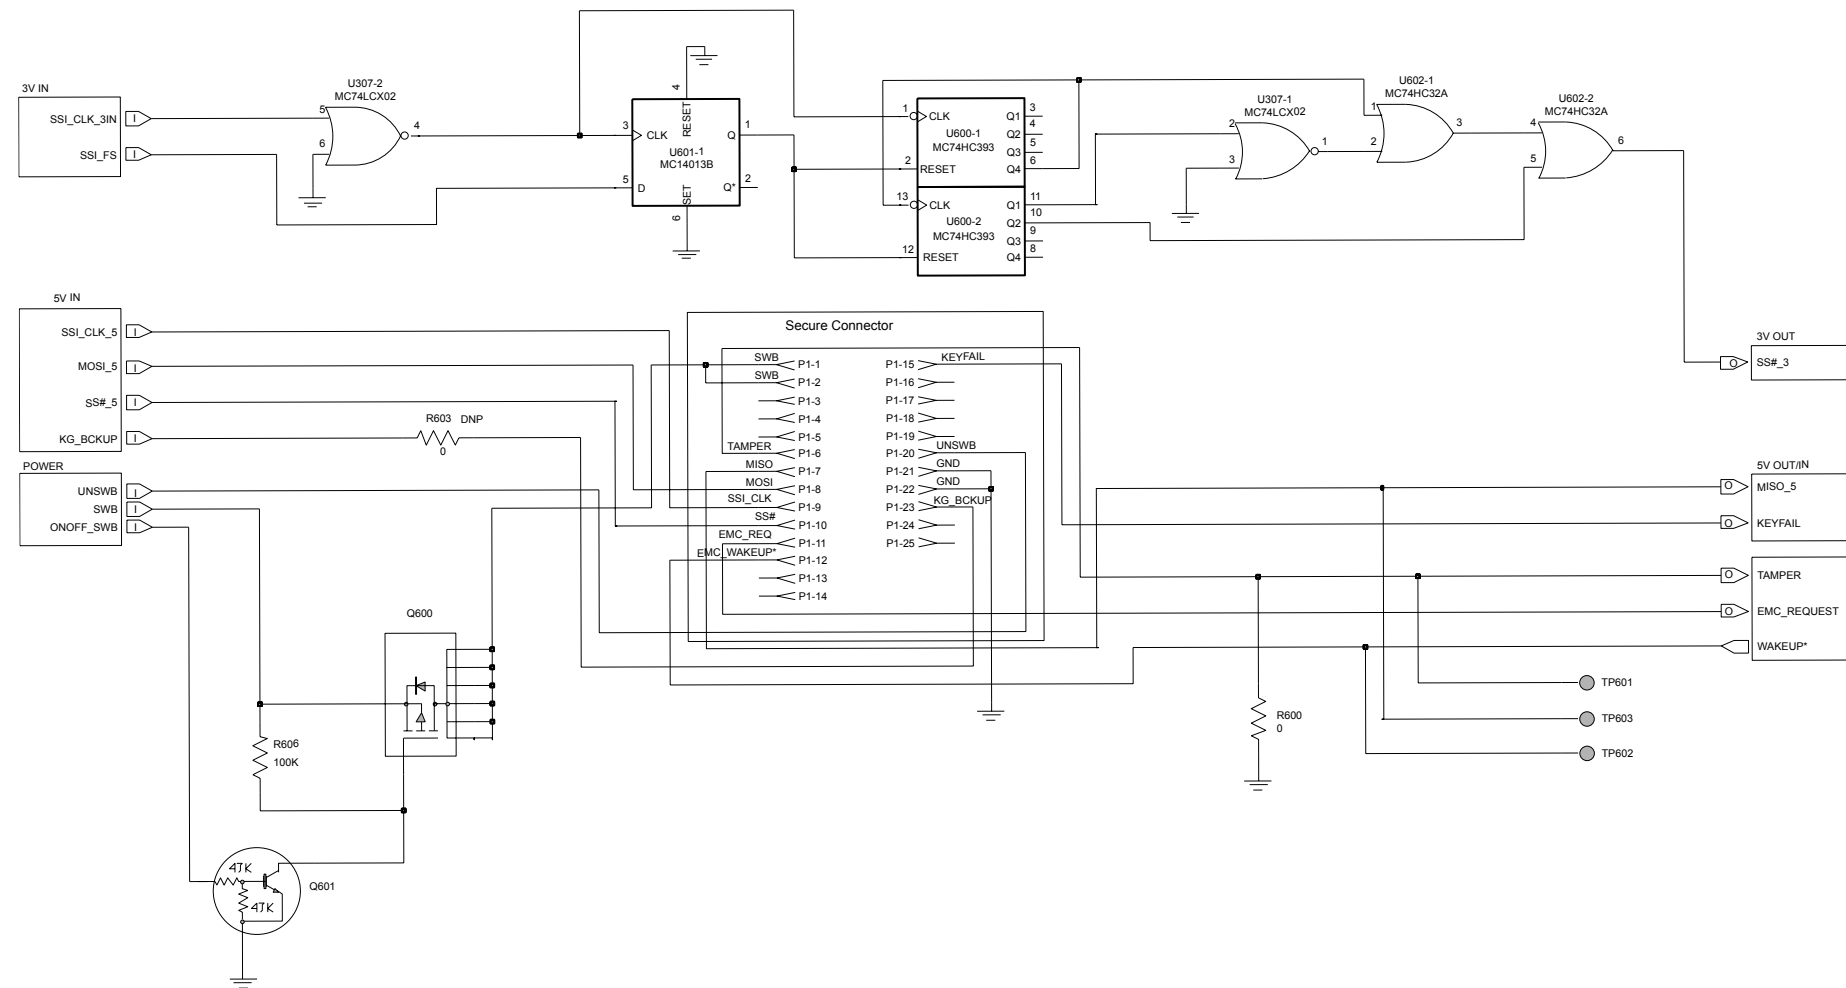 3V IN
SSI_CLK_3IN
I
SSI_FS
I
U307-2
MC74LCX02
5
6
4
4
RESET
3
CLK
Q
1
U601-1
MC14013B
5
D
Q*
2
SET
6
1
CLK
Q1
3
U600-1
MC74HC393
Q2
4
Q3
5
2
RESET
Q4
6
13
CLK
Q1
11
U600-2
MC74HC393
Q2
10
Q3
9
12
RESET
Q4
8
U307-1
MC74LCX02
2
3
1
U602-1
MC74HC32A
1
2
3
U602-2
MC74HC32A
4
5
6
5V IN
SSI_CLK_5
I
MOSI_5
I
SS#_5
I
KG_BCKUP
I
R603 DNP
0
POWER
UNSWB
I
SWB
I
ONOFF_SWB
I
Secure Connector
SWB
P1-1
SWB
P1-2
P1-3
P1-4
P1-5
TAMPER
P1-6
MISO
P1-7
MOSI
P1-8
SSI_CLK
P1-9
SS#
P1-10
EMC_REQ
P1-11
EMC_WAKEUP*
P1-12
P1-13
P1-14
P1-15
KEYFAIL
P1-16
P1-17
P1-18
P1-19
P1-20
UNSWB
P1-21
GND
P1-22
GND
P1-23
KG_BCKUP
P1-24
P1-25
3V OUT
O
SS#_3
5V OUT/IN
O
MISO_5
O
KEYFAIL
O
TAMPER
O
EMC_REQUEST
WAKEUP*
TP601
TP603
TP602
R600
0
Q600
R606
100K
Q601
47K
47K